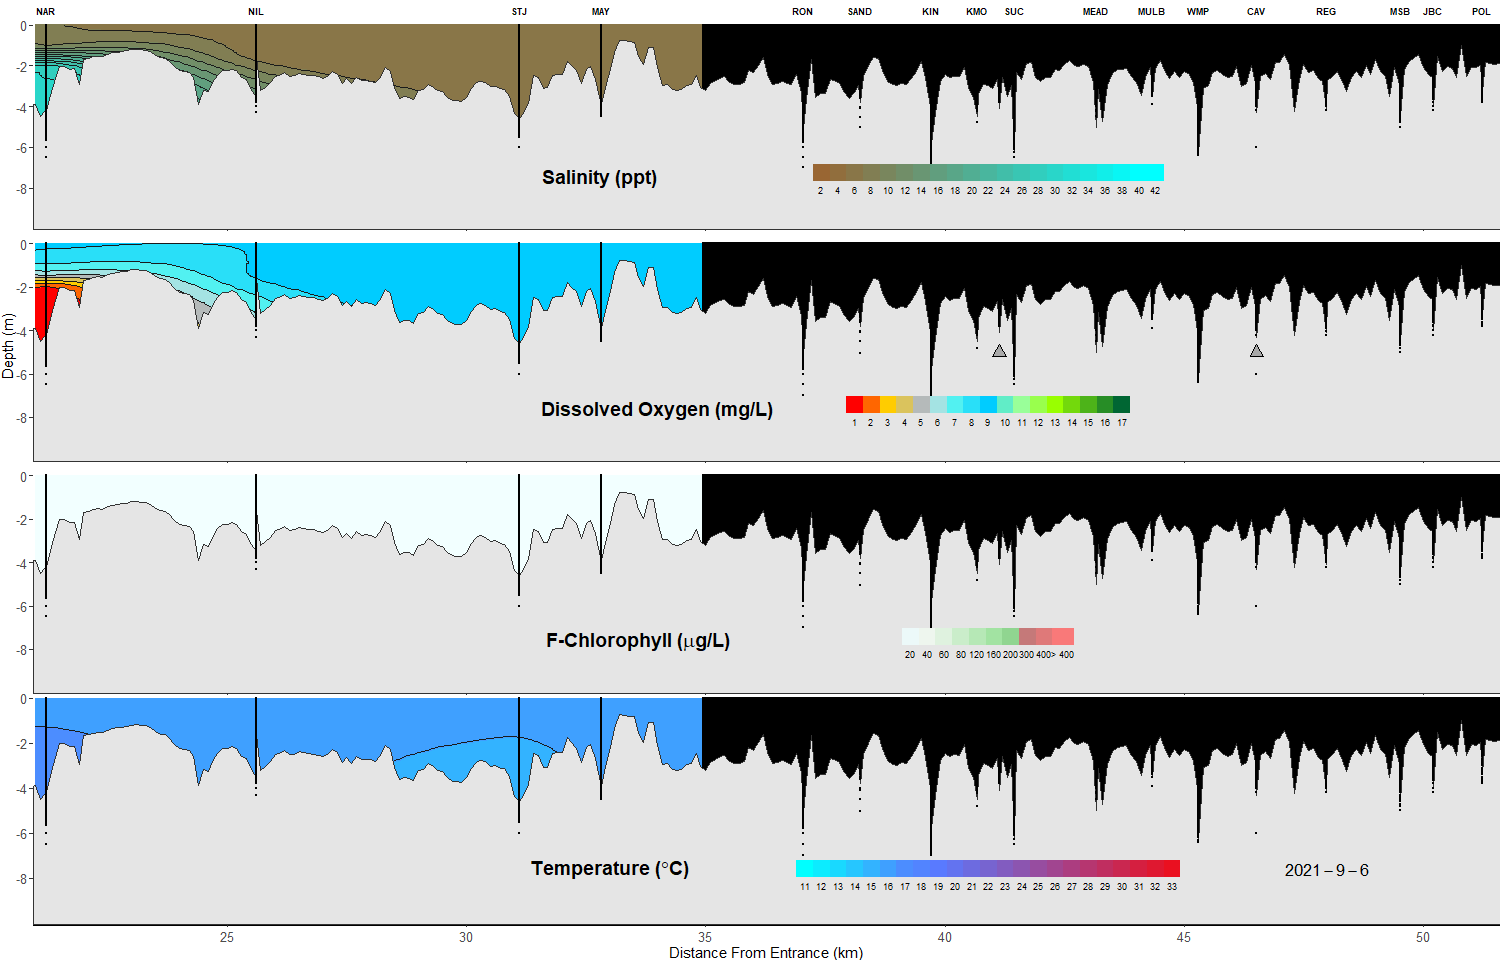 NAR NIL STJ MAY RON SAND KIN KMO SUC MEAD MULB WMP CAV REG MSB JBC POL
0
-2
-4
-6
-8
Salinity (ppt)
2 4 6 8 10 12 14 16 18 20 22 24 26 28 30 32 34 36 38 40 42
0
-2
-4
-6
-8
Depth (m)
Dissolved Oxygen (mg/L)
1 2 3 4 5 6 7 8 9 10 11 12 13 14 15 16 17
0
-2
-4
-6
-8
F-Chlorophyll (μg/L)
20 40 60 80 120 160 200 300 400> 400
0
-2
-4
-6
-8
Temperature (°C)
11 12 13 14 15 16 17 18 19 20 21 22 23 24 25 26 27 28 29 30 31 32 33
2021-9-6
25 30 35 40 45 50
Distance From Entrance (km)